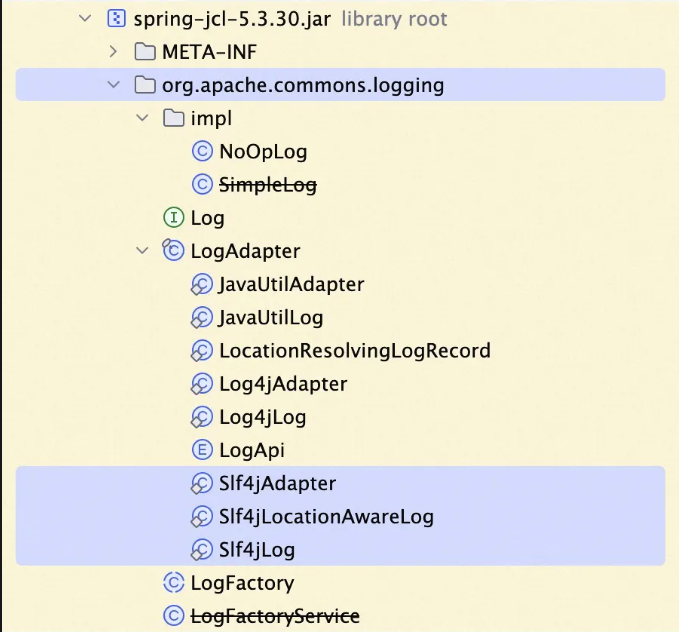 spring-jcl-5.3.30.jar library root
META-INF
org.apache.commons.logging
impl
C NoOpLog
C SimpleLog
I Log
C LogAdapter
C JavaUtilAdapter
C JavaUtilLog
C LocationResolvingLogRecord
C Log4jAdapter
C Log4jLog
E LogApi
C Slf4jAdapter
C Slf4jLocationAwareLog
C Slf4jLog
C LogFactory
C LogFactoryService